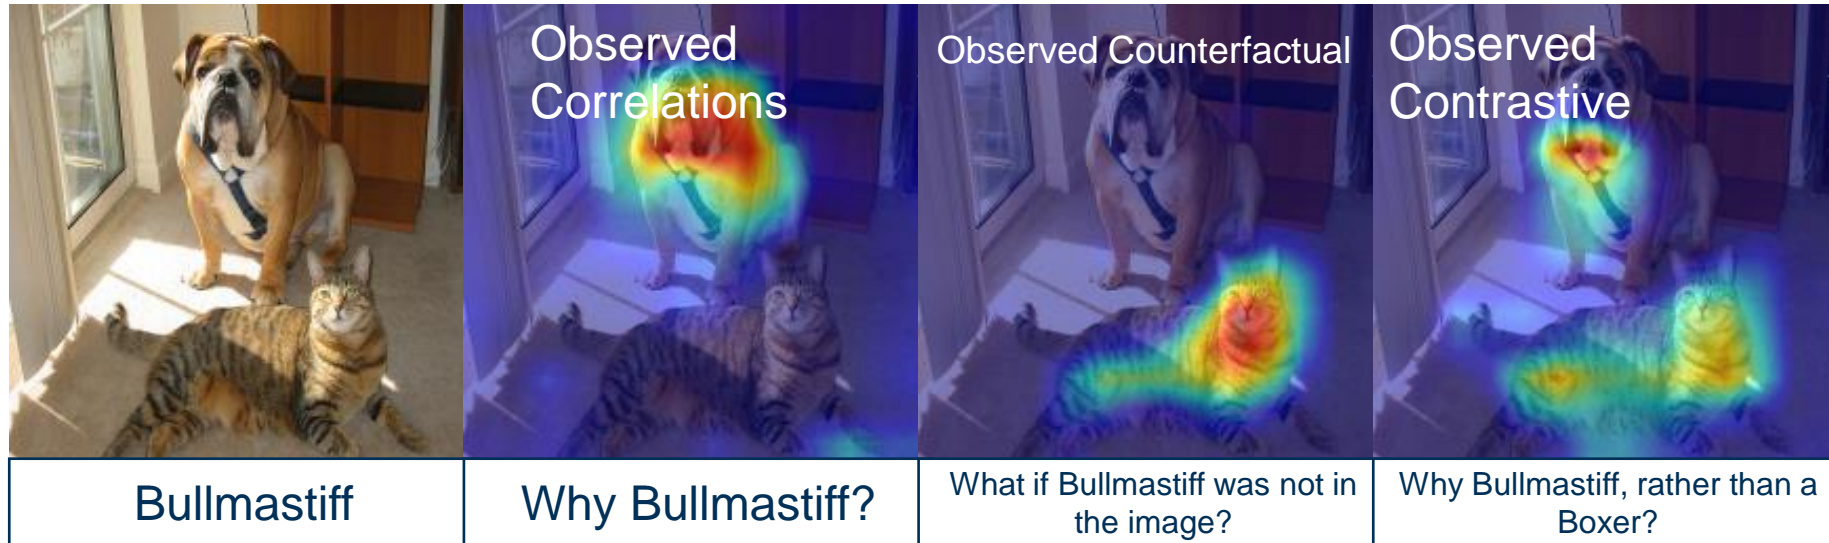 Observed
Correlations
Observed Counterfactual
Observed
Contrastive
Bullmastiff
Why Bullmastiff?
What if Bullmastiff was not in
the image?
Why Bullmastiff, rather than a
Boxer?